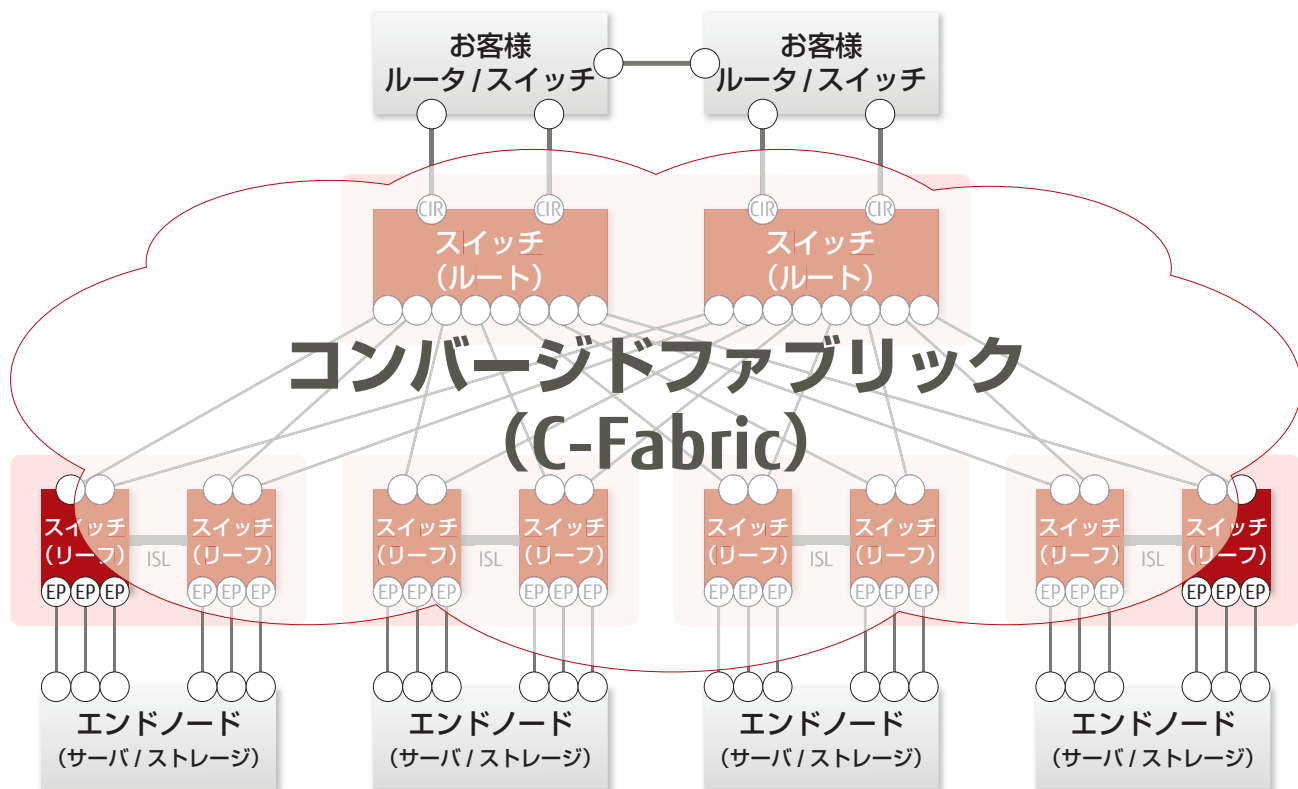 お客様
ルータ / スイッチ
お客様
ルータ / スイッチ
CIR
CIR
CIR
CIR
スイッチ
（ルート）
スイッチ
（ルート）
コンバージドファブリック
（C-Fabric）
スイッチ
（リーフ）
ISL
スイッチ
（リーフ）
スイッチ
（リーフ）
ISL
スイッチ
（リーフ）
スイッチ
（リーフ）
ISL
スイッチ
（リーフ）
スイッチ
（リーフ）
ISL
スイッチ
（リーフ）
EP EP EP
EP EP EP
EP EP EP
EP EP EP
EP EP EP
EP EP EP
EP EP EP
EP EP EP
エンドノード
（サーバ / ストレージ）
エンドノード
（サーバ / ストレージ）
エンドノード
（サーバ / ストレージ）
エンドノード
（サーバ / ストレージ）